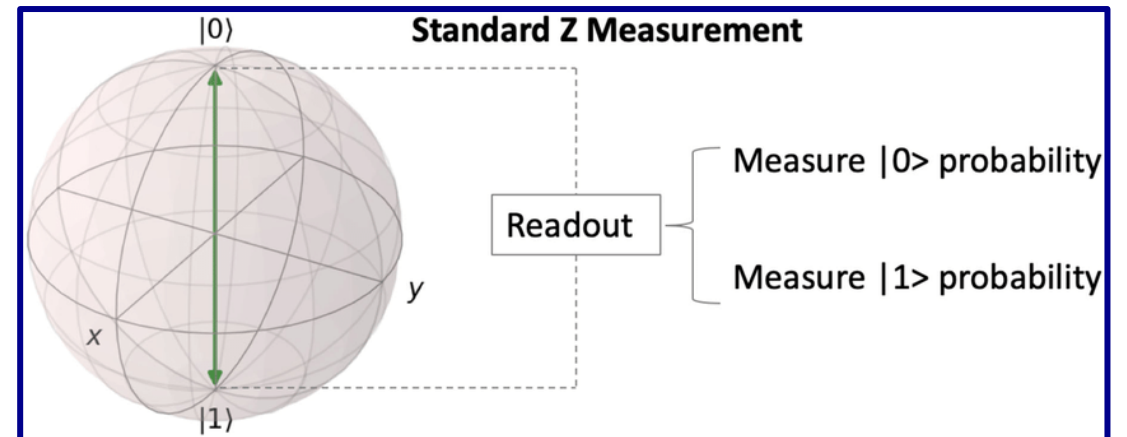 |0⟩
Standard Z Measurement
Measure |0> probability
Readout
Measure |1> probability
x
y
|1⟩